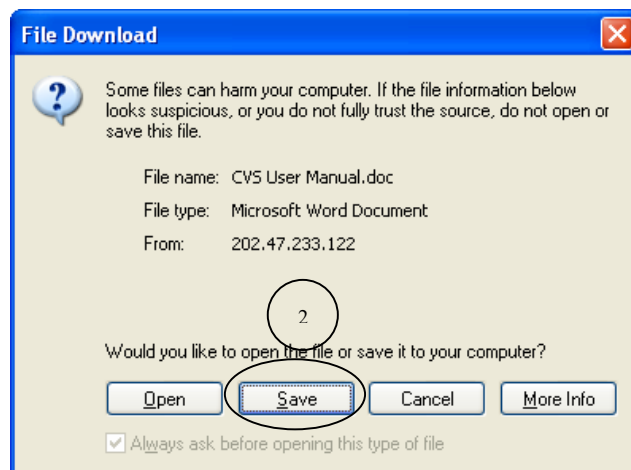 File Download
Some files can harm your computer. If the file information below
looks suspicious, or you do not fully trust the source, do not open or
save this file.
File name: CVS User Manual.doc
File type: Microsoft Word Document
From: 202.47.233.122
2
Would you like to open the file or save it to your computer?
Open Save Cancel More Info
Always ask before opening this type of file